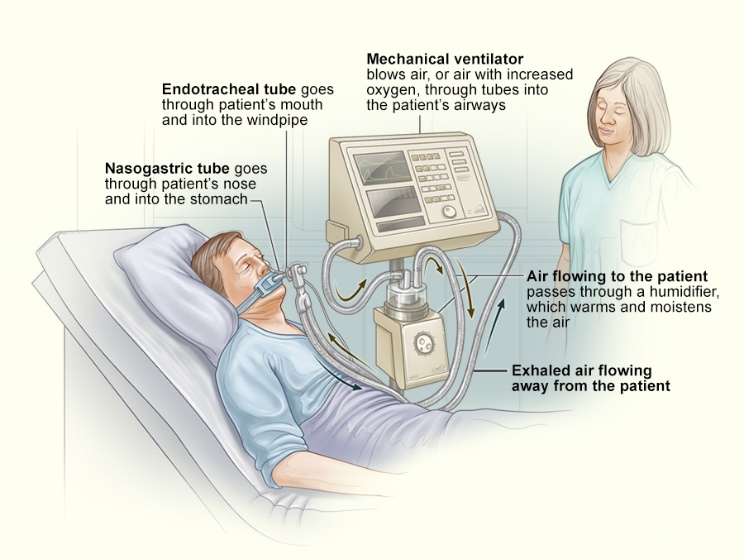 Mechanical ventilator
blows air, or air with increased
oxygen, through tubes into
the patient's airways
Endotracheal tube goes
through patient's mouth
and into the windpipe
Nasogastric tube goes
through patient's nose
and into the stomach
Air flowing to the patient
passes through a humidifier,
which warms and moistens
the air
Exhaled air flowing
away from the patient